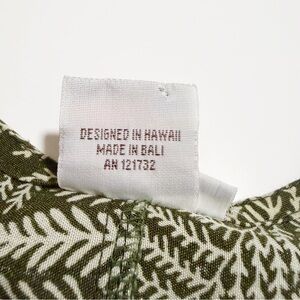 DESIGNED IN HAWAII
MADE IN BALI
AN 121732